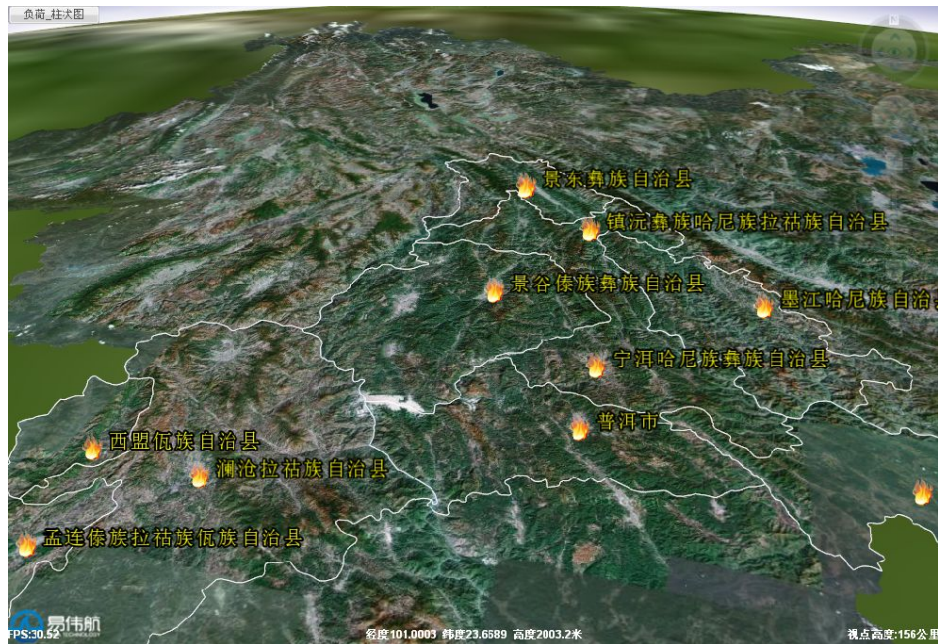 负荷_柱状图
N
景东彝族自治县
镇沅彝族哈尼族拉祜族自治县
景谷傣族彝族自治县
墨江哈尼族自治
宁洱哈尼族彝族自治县
普洱市
西盟佤族自治县
澜沧拉祜族自治县
孟连傣族拉祜族佤族自治县
易伟航
TECHNOLOGY
FPS:30.52
经度101.0003 纬度23.6689 高度2003.2米
视点高度:156公里